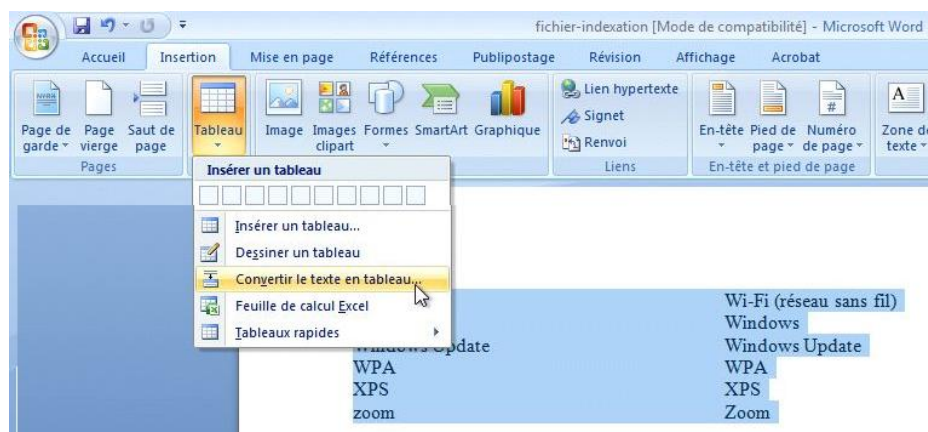 fichier-indexation [Mode de compatibilité] - Microsoft Word
Accueil Insertion Mise en page Références Publipostage Révision Affichage Acrobat
Page de garde Page vierge Saut de page Tableau Image Images clipart Formes SmartArt Graphique Lien hypertexte Signet Renvoi En-tête Pied de page Numéro de page Zone de texte
Pages Liens En-tête et pied de page
Insérer un tableau
Insérer un tableau...
Dessiner un tableau
Convertir le texte en tableau...
Feuille de calcul Excel
Tableaux rapides
Wi-Fi (réseau sans fil)
Windows
Windows Update Windows Update
WPA WPA
XPS XPS
zoom Zoom